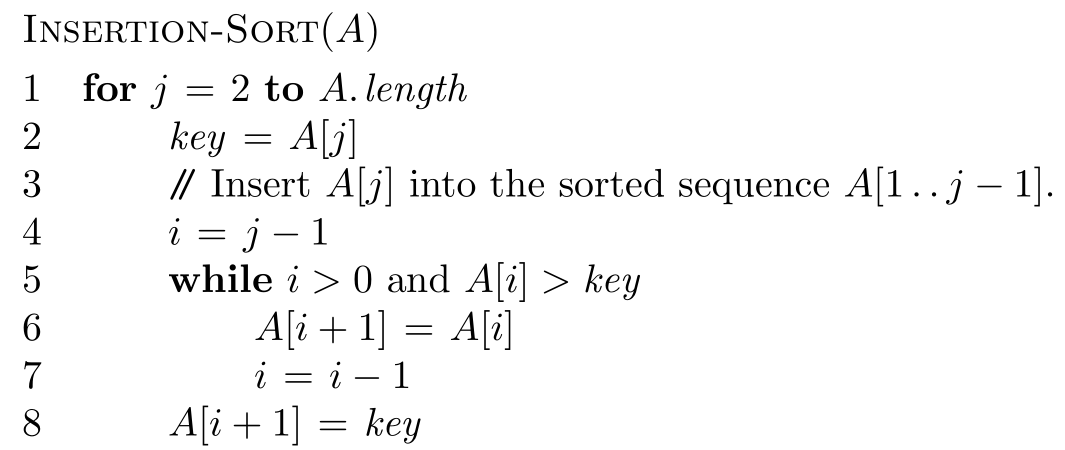 INSERTION-SORT(A)
1 for j = 2 to A.length
2 key = A[j]
3 // Insert A[j] into the sorted sequence A[1 . . j − 1].
4 i = j − 1
5 while i > 0 and A[i] > key
6 A[i + 1] = A[i]
7 i = i − 1
8 A[i + 1] = key